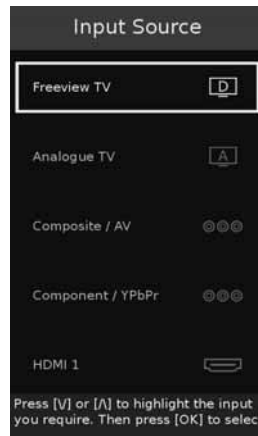 Input Source
Freeview TV D
Analogue TV A
Composite / AV
Component / YPbPr
HDMI 1
Press [\/] or [/\] to highlight the input
you require. Then press [OK] to selec